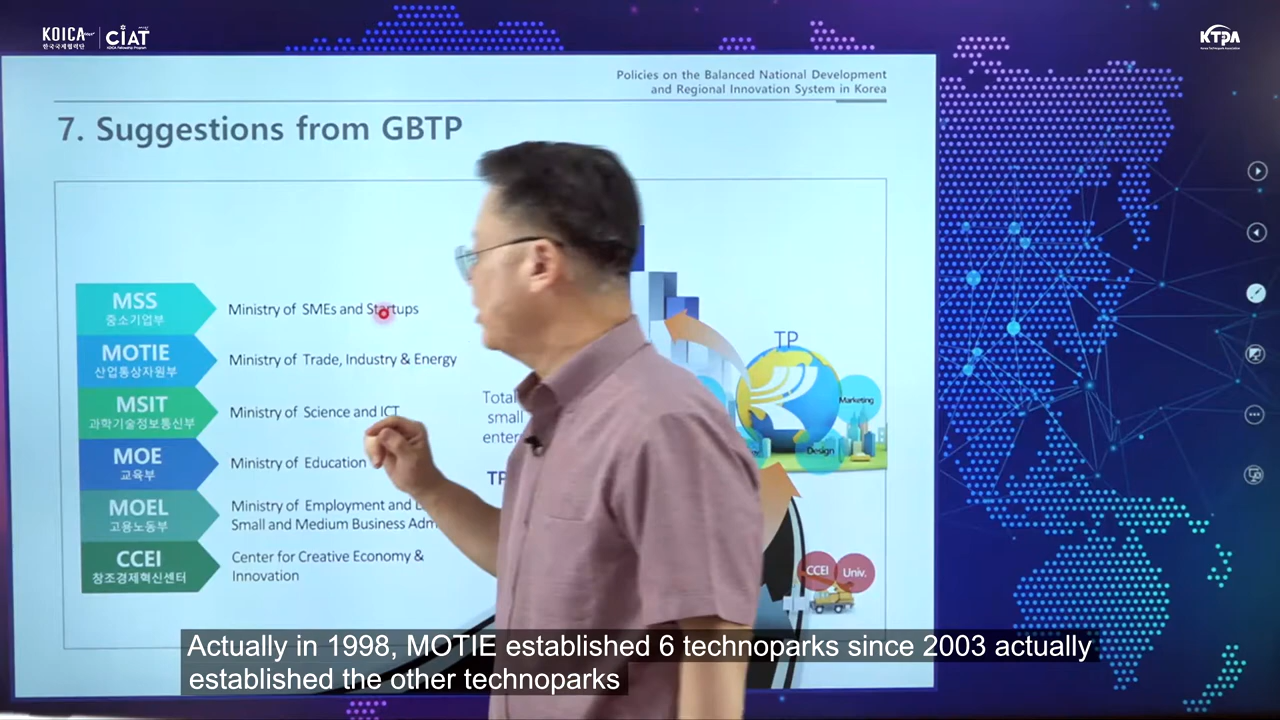 KOICA
한국국제협력단
CIAT
KOICA Fellowship Program
KTPA
Korea Technopark Association
Policies on the Balanced National Development
and Regional Innovation System in Korea
7. Suggestions from GBTP
MSS
중소기업부
Ministry of SMEs and Startups
MOTIE
산업통상자원부
Ministry of Trade, Industry & Energy
MSIT
과학기술정보통신부
Ministry of Science and ICT
MOE
교육부
Ministry of Education
MOEL
고용노동부
Ministry of Employment and
Small and Medium Business Adm
CCEI
창조경제혁신센터
Center for Creative Economy &
Innovation
Total
small
enter
TP
TP
Marketing
Design
CCEI
Univ.
Actually in 1998, MOTIE established 6 technoparks since 2003 actually
established the other technoparks